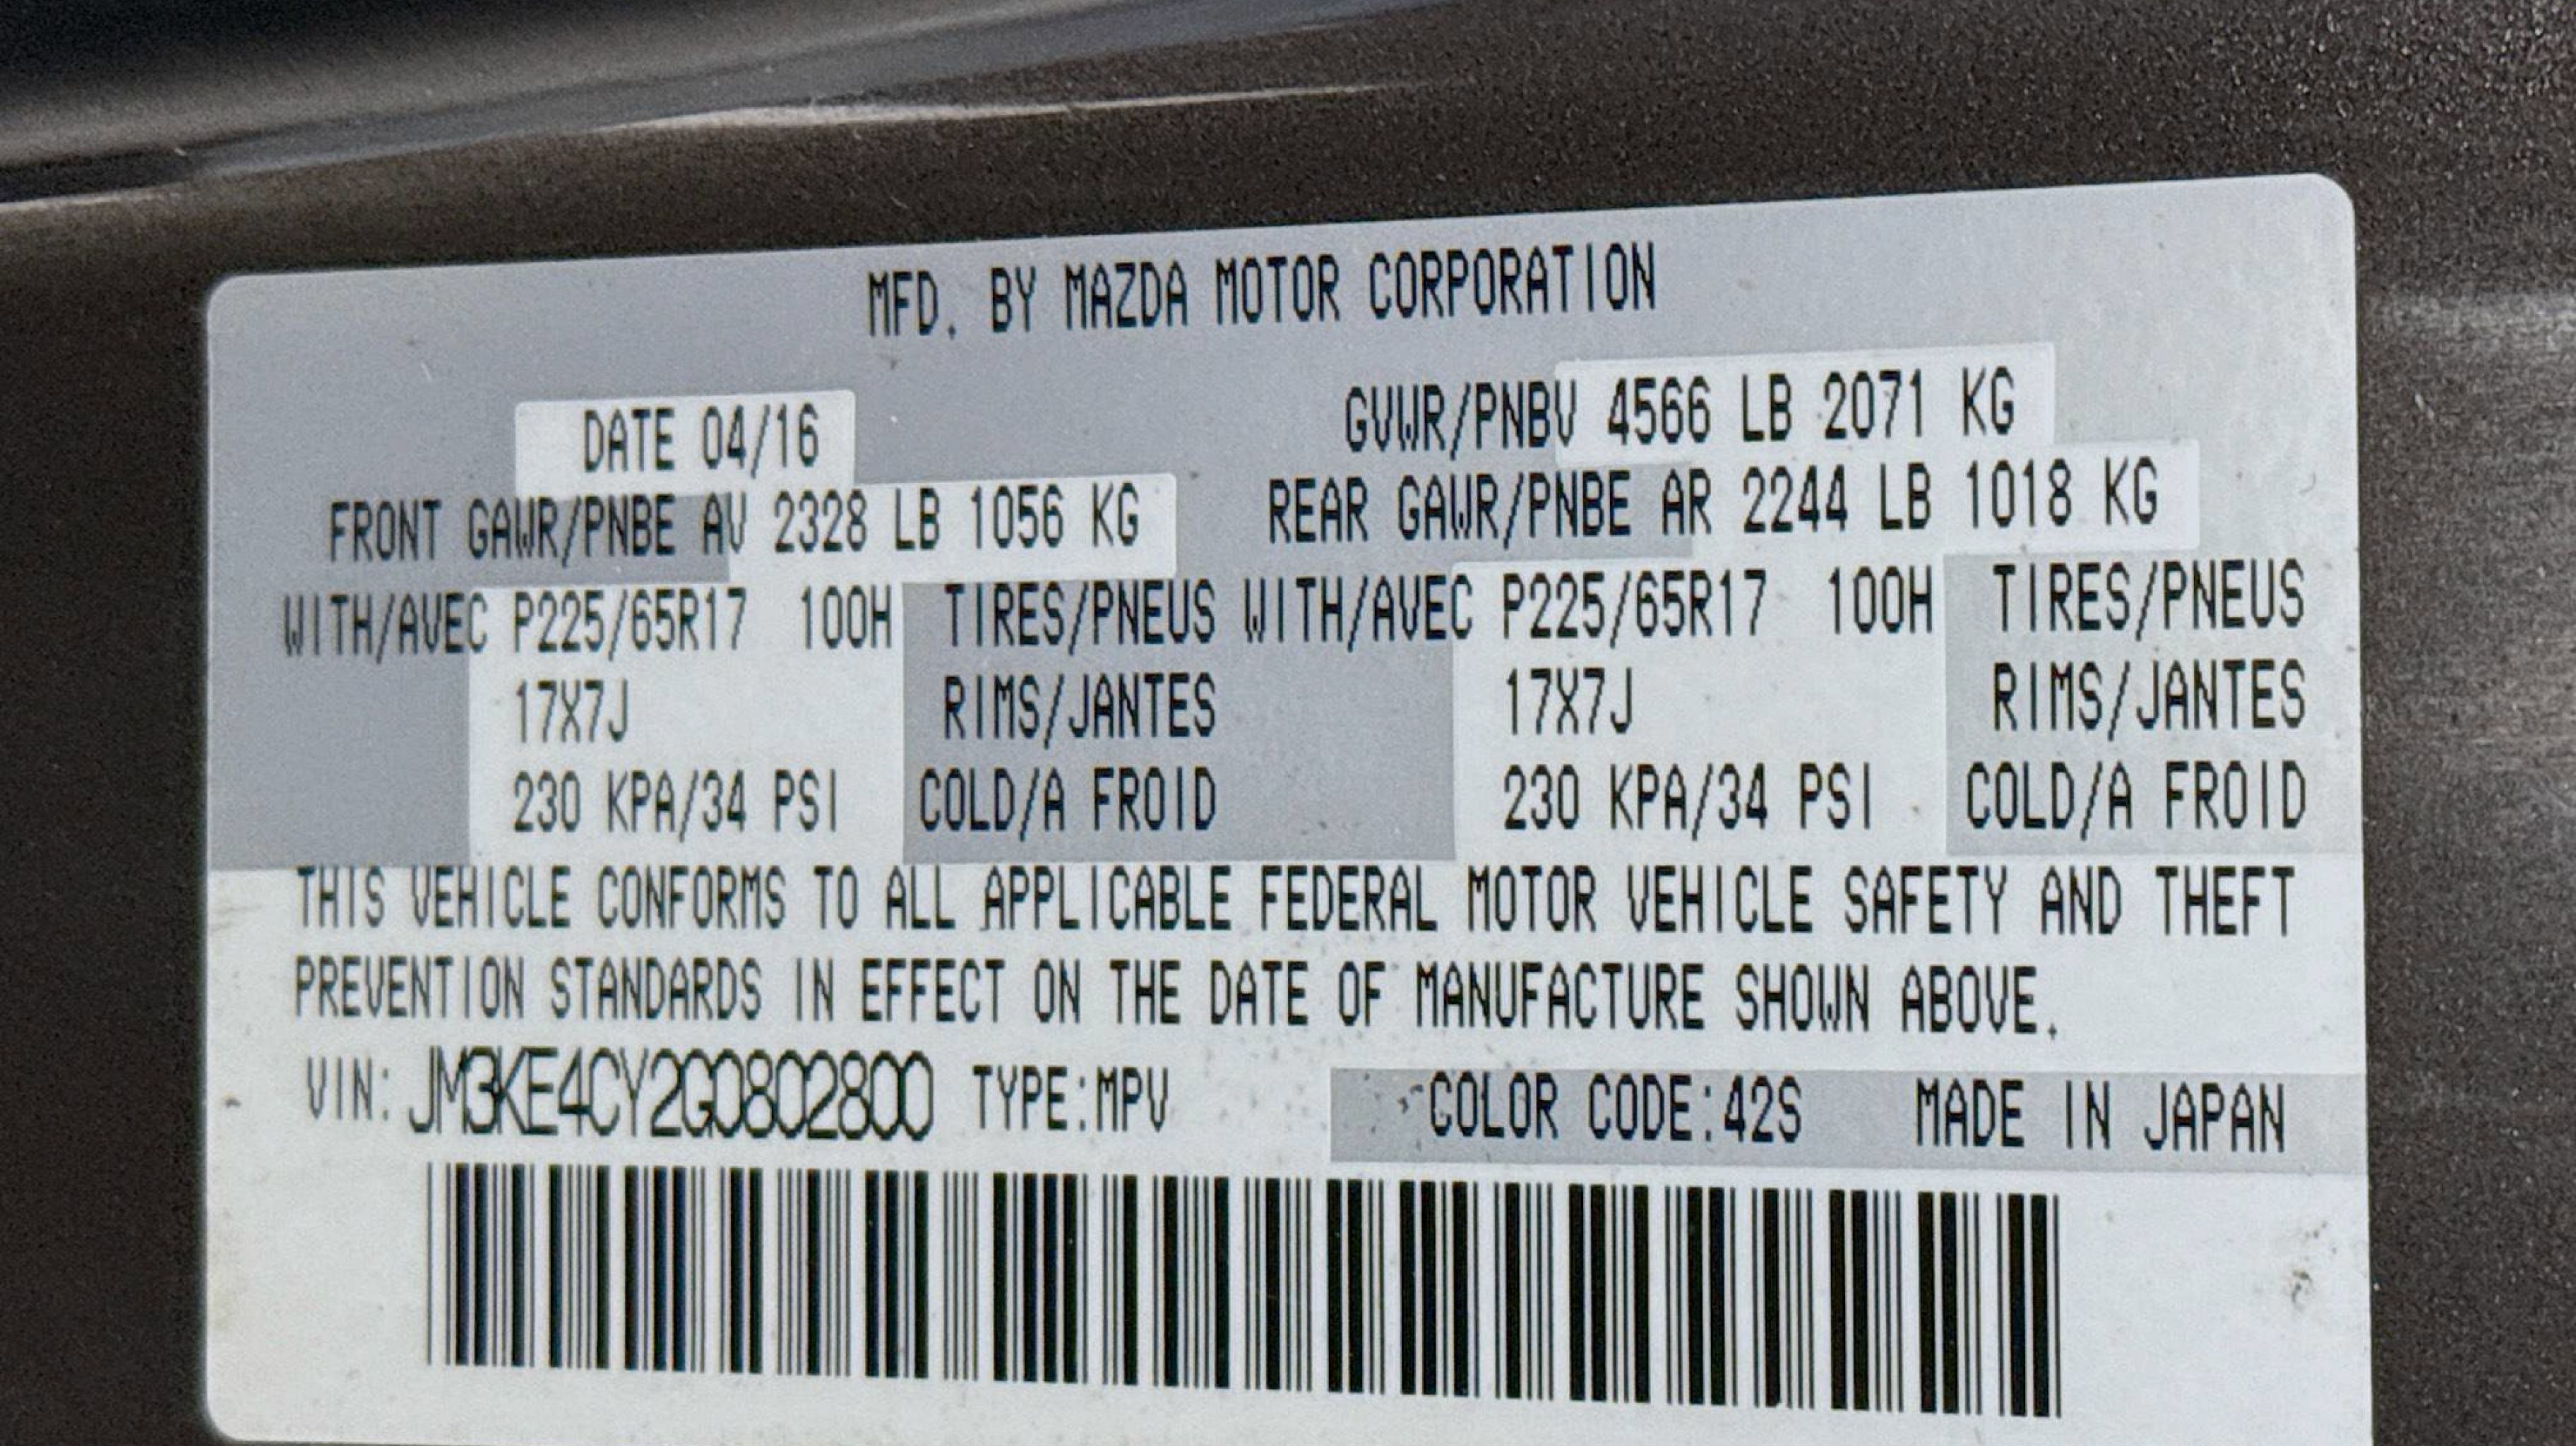 MFD. BY MAZDA MOTOR CORPORATION
DATE 04/16 GVWR/PNBV 4566 LB 2071 KG
FRONT GAWR/PNBE AV 2328 LB 1056 KG REAR GAWR/PNBE AR 2244 LB 1018 KG
WITH/AVEC P225/65R17 100H TIRES/PNEUS WITH/AVEC P225/65R17 100H TIRES/PNEUS
17X7J RIMS/JANTES 17X7J RIMS/JANTES
230 KPA/34 PSI COLD/A FROID 230 KPA/34 PSI COLD/A FROID
THIS VEHICLE CONFORMS TO ALL APPLICABLE FEDERAL MOTOR VEHICLE SAFETY AND THEFT
PREVENTION STANDARDS IN EFFECT ON THE DATE OF MANUFACTURE SHOWN ABOVE.
VIN: JM3KE4CY2G0802800 TYPE:MPV COLOR CODE:42S MADE IN JAPAN